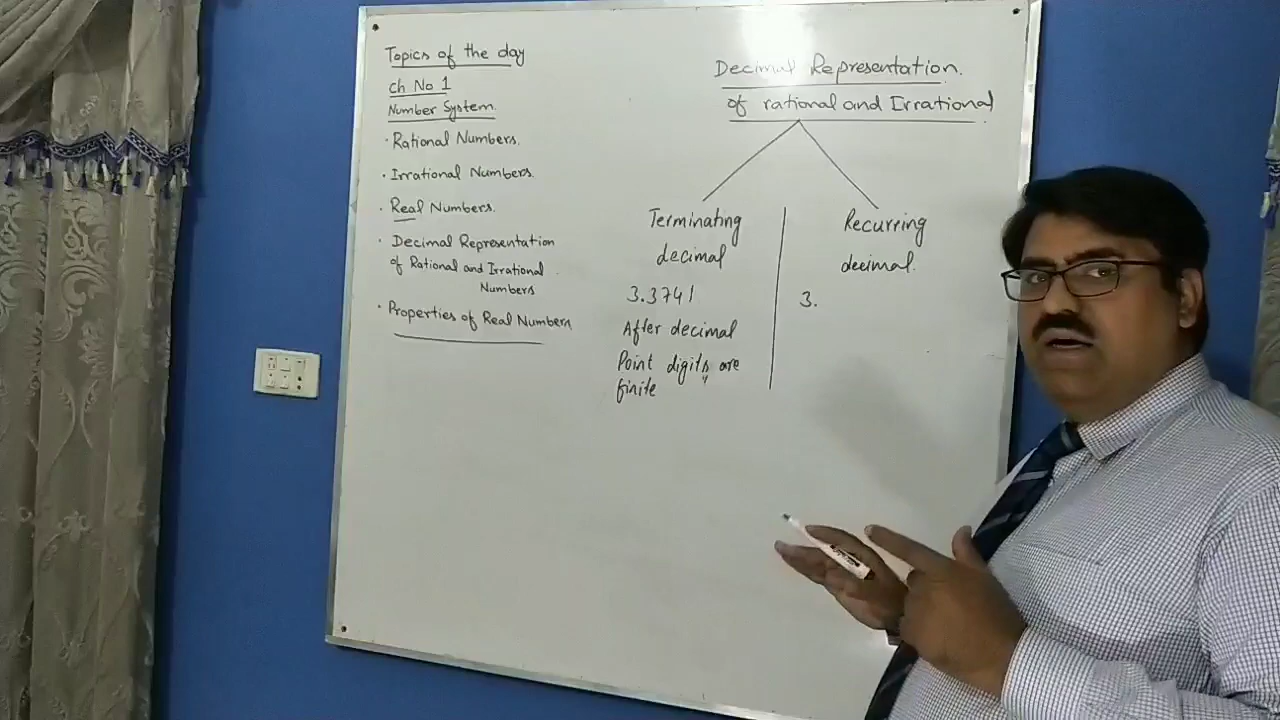 Topics of the day
ch No 1
Number System.
· Rational Numbers.
· Irrational Numbers.
· Real Numbers.
· Decimal Representation
of Rational and Irrational
Numbers
· Properties of Real Numbers
Decimal Representation.
of rational and Irrational
Terminating
decimal
3.3741
After decimal
Point digits are
finite
Recurring
decimal.
3.